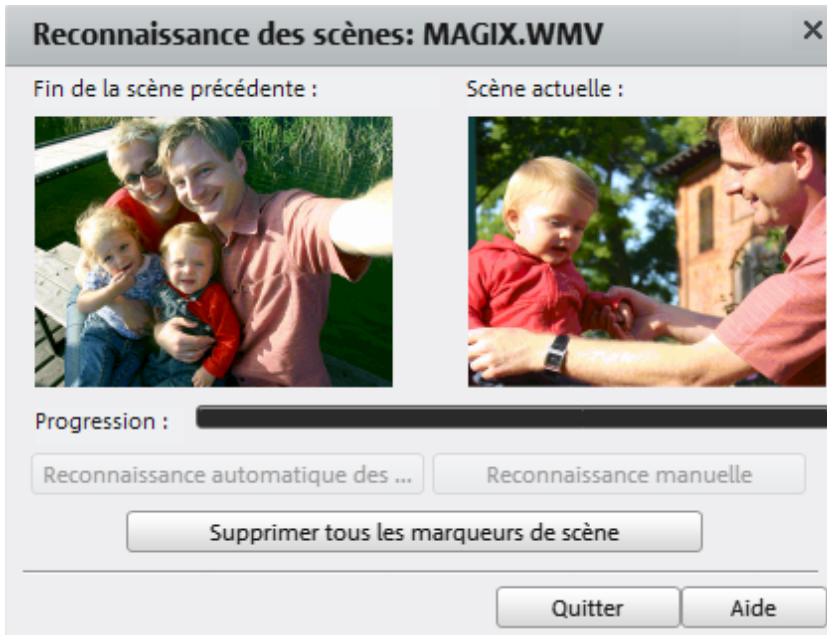 Reconnaissance des scènes: MAGIX.WMV
Fin de la scène précédente :
Scène actuelle :
Progression :
Reconnaissance automatique des ...
Reconnaissance manuelle
Supprimer tous les marqueurs de scène
Quitter
Aide